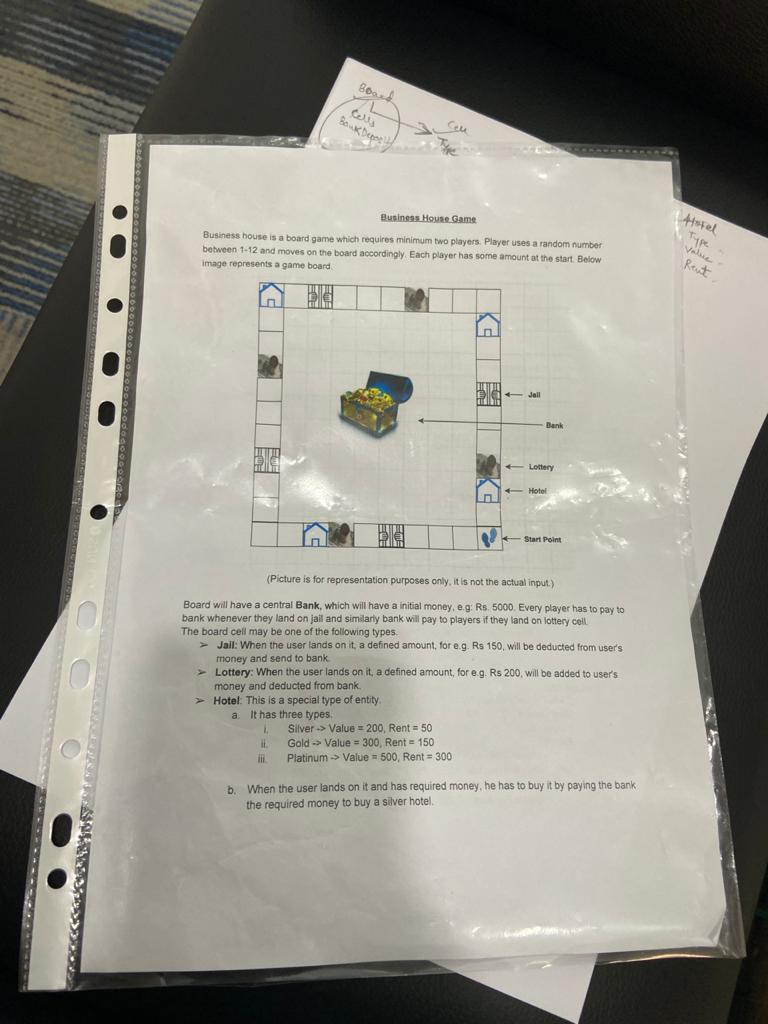 Board
Cells
Bank Deposit
Cell
Type
Hotel
Type
Value
Rent
Business House Game
Business house is a board game which requires minimum two players. Player uses a random number
between 1-12 and moves on the board accordingly. Each player has some amount at the start. Below
image represents a game board.
Jail
Bank
Lottery
Hotel
Start Point
(Picture is for representation purposes only, it is not the actual input.)
Board will have a central Bank, which will have a initial money, e.g: Rs. 5000. Every player has to pay to
bank whenever they land on jail and similarly bank will pay to players if they land on lottery cell.
The board cell may be one of the following types.
➢ Jail: When the user lands on it, a defined amount, for e.g. Rs 150, will be deducted from user's
money and send to bank.
➢ Lottery: When the user lands on it, a defined amount, for e.g. Rs 200, will be added to user's
money and deducted from bank.
➢ Hotel: This is a special type of entity.
a. It has three types.
i. Silver -> Value = 200, Rent = 50
ii. Gold -> Value = 300, Rent = 150
iii. Platinum -> Value = 500, Rent = 300
b. When the user lands on it and has required money, he has to buy it by paying the bank
the required money to buy a silver hotel.